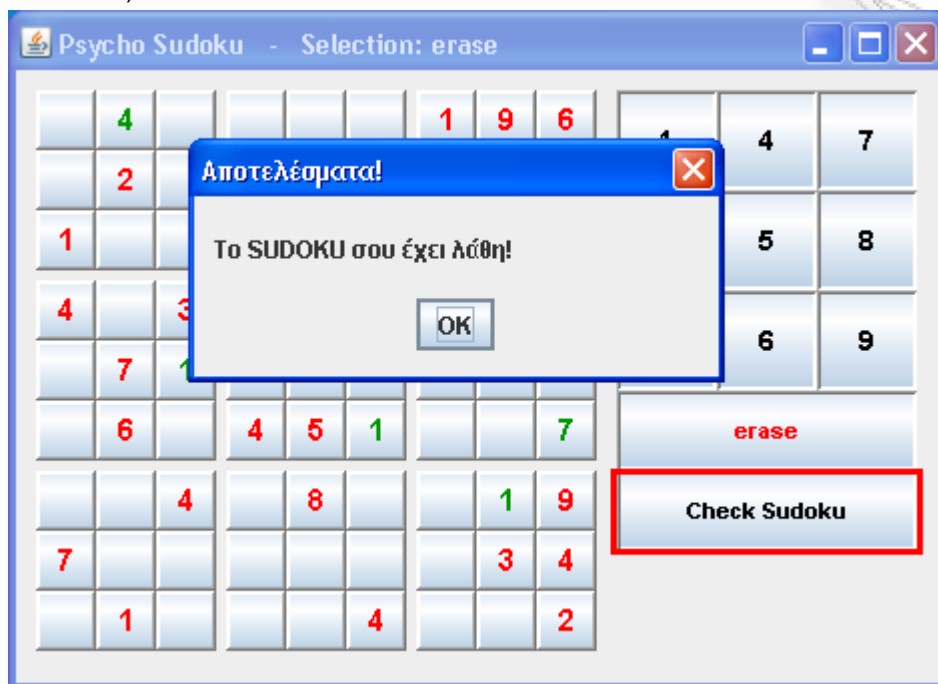 Psycho Sudoku - Selection: erase
4 1 9 6
2
1
4
7
6 4 5 1 7
4 8 1 9
7 3 4
1 4 2
Αποτελέσματα!
Το SUDOKU σου έχει λάθη!
OK
4 7
5 8
6 9
erase
Check Sudoku